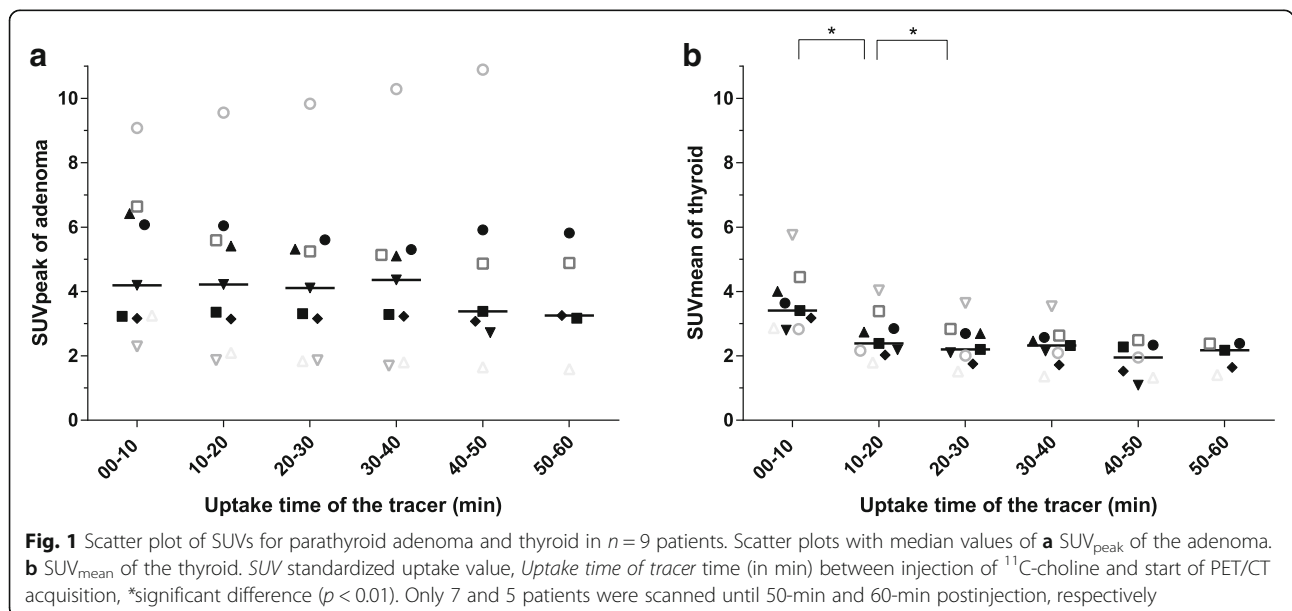 a
SUVpeak of adenoma
10
8
6
4
2
0
00-10
10-20
20-30
30-40
40-50
50-60
Uptake time of the tracer (min)
b
* *
SUVmean of thyroid
10
8
6
4
2
0
00-10
10-20
20-30
30-40
40-50
50-60
Uptake time of the tracer (min)
Fig. 1 Scatter plot of SUVs for parathyroid adenoma and thyroid in n = 9 patients. Scatter plots with median values of a SUVpeak of the adenoma.
b SUVmean of the thyroid. SUV standardized uptake value, Uptake time of tracer time (in min) between injection of 11C-choline and start of PET/CT
acquisition, *significant difference (p < 0.01). Only 7 and 5 patients were scanned until 50-min and 60-min postinjection, respectively